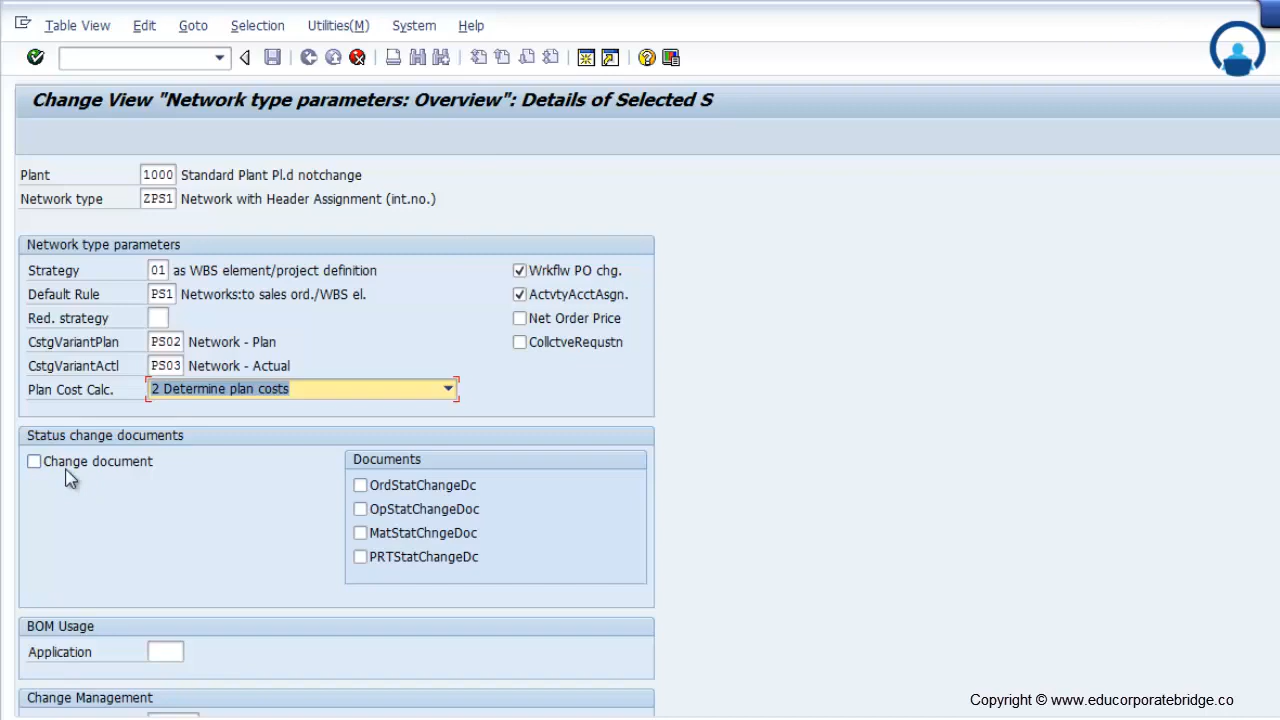 Table View Edit Goto Selection Utilities(M) System Help
Change View "Network type parameters: Overview": Details of Selected S
Plant 1000 Standard Plant Pl.d notchange
Network type ZPS1 Network with Header Assignment (int.no.)
Network type parameters
Strategy 01 as WBS element/project definition Wrkflw PO chg.
Default Rule PS1 Networks:to sales ord./WBS el. ActvtyAcctAsgn.
Red. strategy Net Order Price
CstgVariantPlan PS02 Network - Plan CollctveRequstn
CstgVariantActl PS03 Network - Actual
Plan Cost Calc. 2 Determine plan costs
Status change documents
Change document Documents
OrdStatChangeDc
OpStatChangeDoc
MatStatChngeDoc
PRTStatChangeDc
BOM Usage
Application
Change Management
Copyright © www.educorporatebridge.co